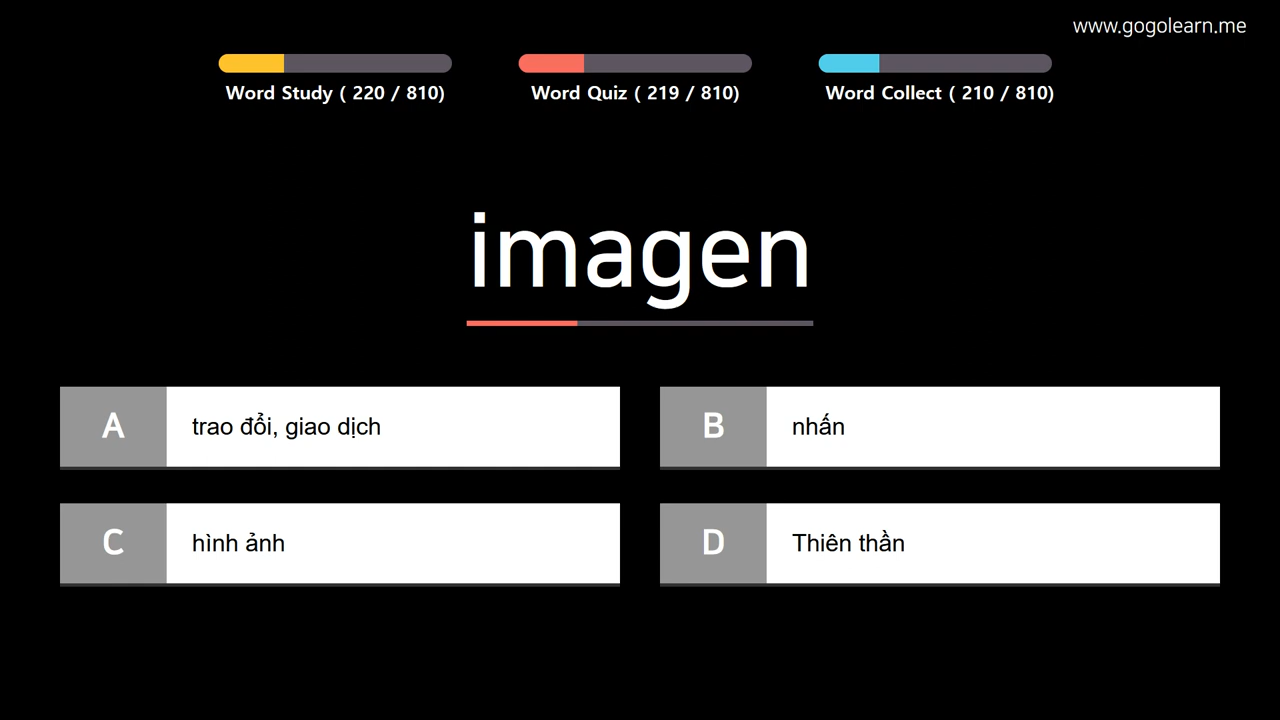 www.gogolearn.me
Word Study ( 220 / 810)
Word Quiz ( 219 / 810)
Word Collect ( 210 / 810)
imagen
A
trao đổi, giao dịch
B
nhấn
C
hình ảnh
D
Thiên thần